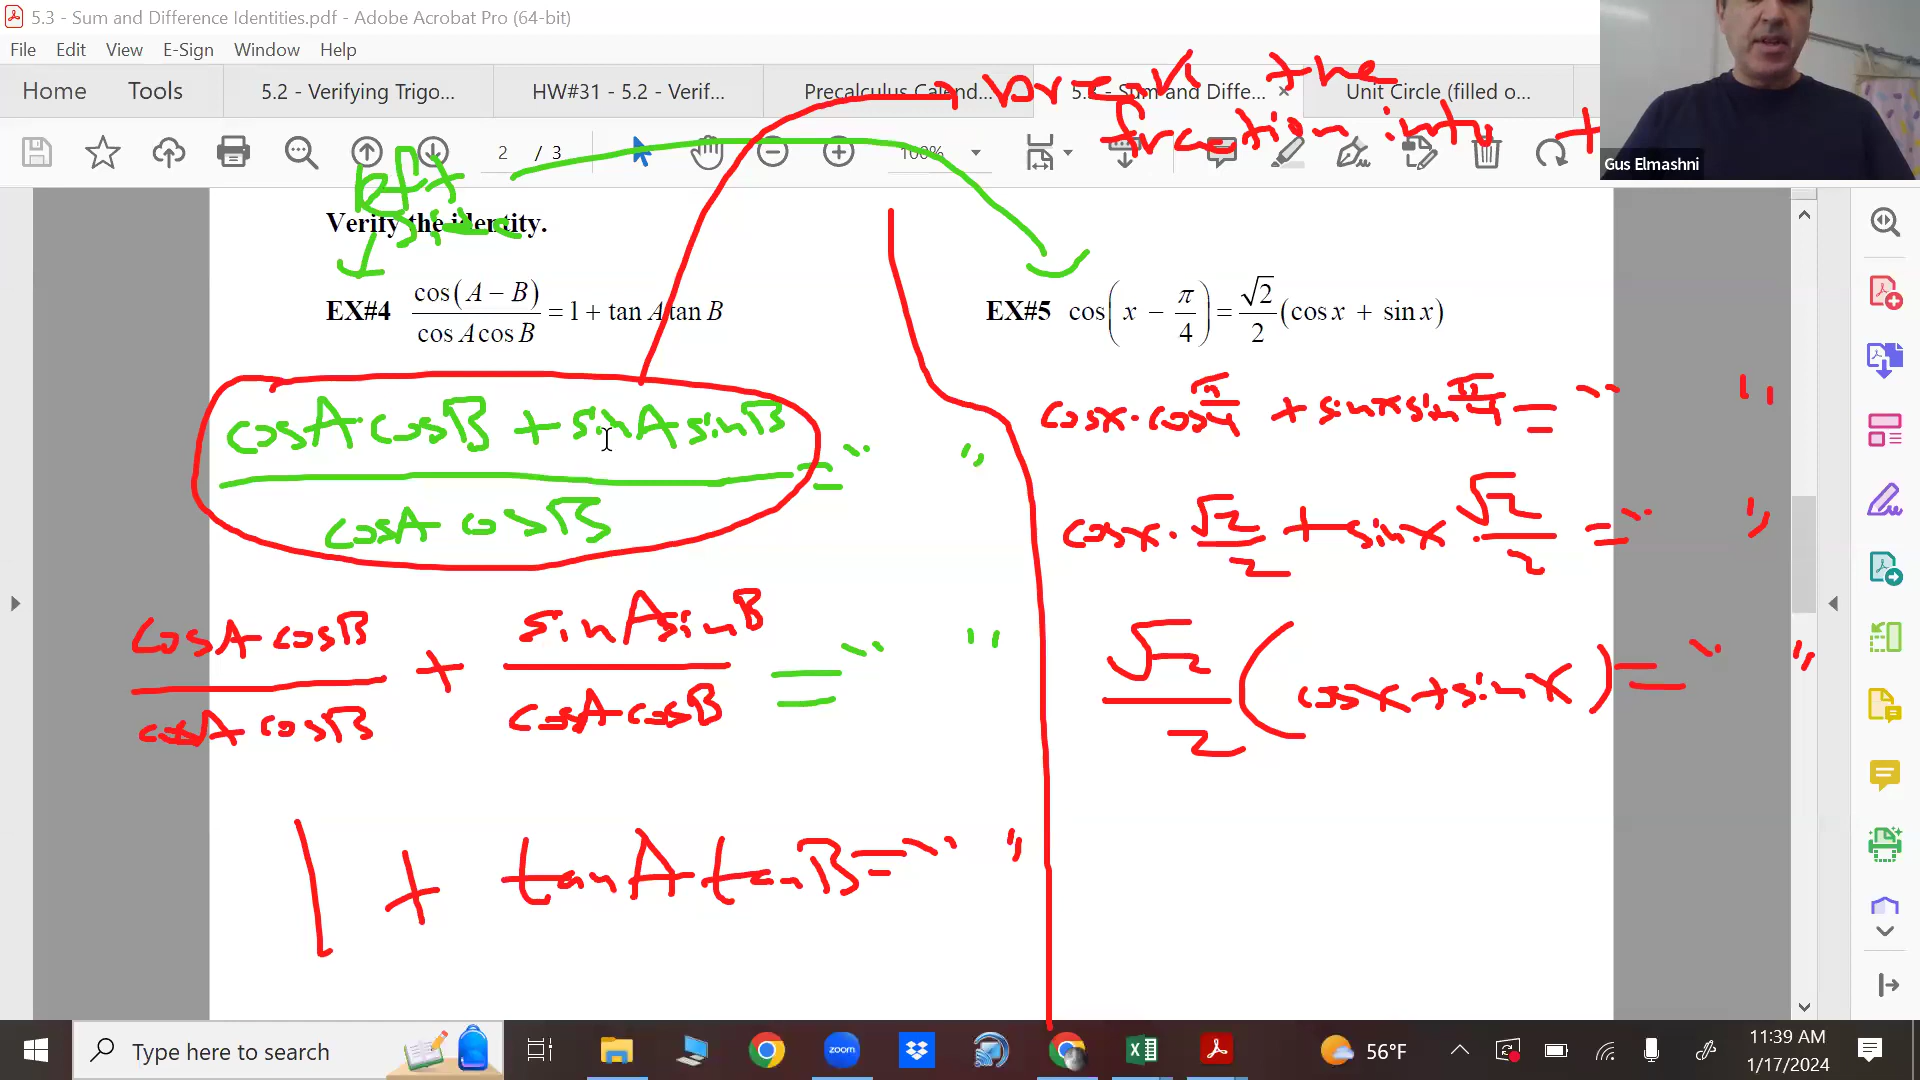 5.3 - Sum and Difference Identities.pdf - Adobe Acrobat Pro (64-bit)
File Edit View E-Sign Window Help
Home Tools 5.2 - Verifying Trigo... HW#31 - 5.2 - Verif... Precalculus Calend... 5.3 - Sum and Diffe... × Unit Circle (filled o...
break the
fraction into
2 / 3 100%
Gus Elmashni
left
side
Verify the identity.
EX#4 cos(A − B) / cos A cos B = 1 + tan A tan B
EX#5 cos(x − π/4) = √2/2 (cos x + sin x)
cosA·cosB + sinA sinB / cosA cosB = " "
cosx·cos π/4 + sinx sin π/4 = " "
cosx·√2/2 + sinx √2/2 = " "
cosA cosB / cosA cosB + sinA sinB / cosA cosB = " "
√2/2 (cosx + sinx) = " "
1 + tanA tanB = " "
Type here to search
zoom
56°F
11:39 AM
1/17/2024